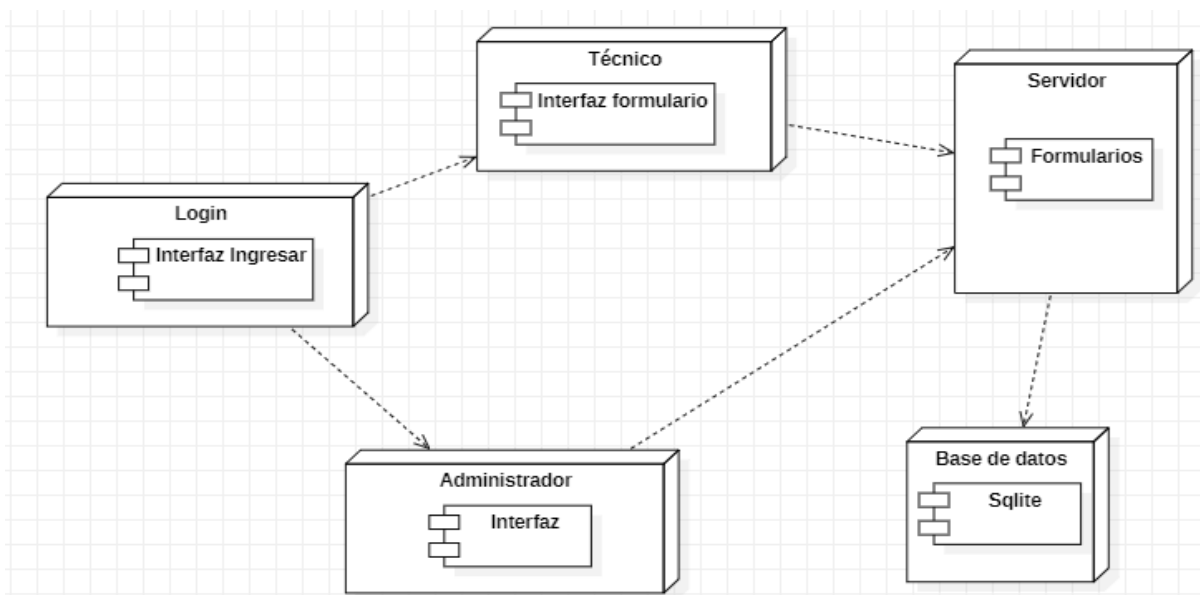 Técnico
Interfaz formulario
Servidor
Formularios
Login
Interfaz Ingresar
Administrador
Interfaz
Base de datos
Sqlite